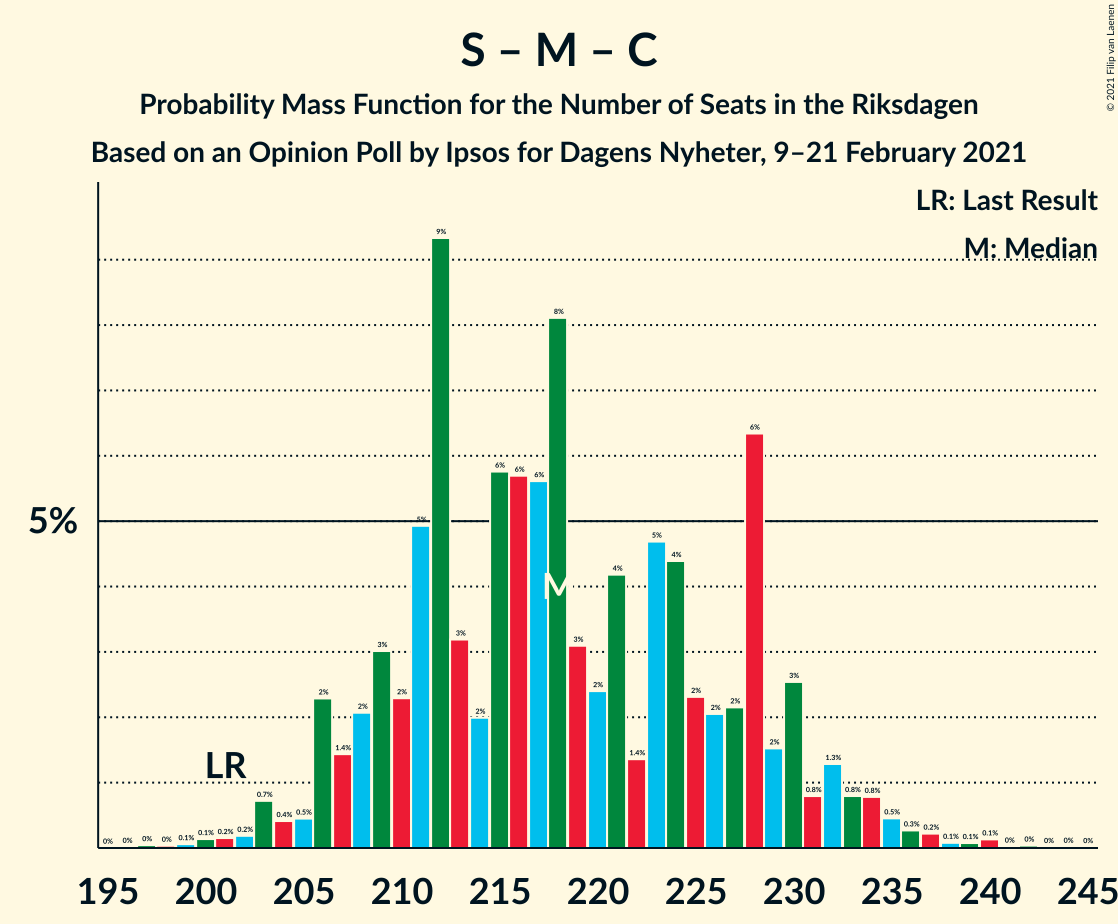 S – M – C
Probability Mass Function for the Number of Seats in the Riksdagen
Based on an Opinion Poll by Ipsos for Dagens Nyheter, 9–21 February 2021
© 2021 Filip van Laenen
LR: Last Result
M: Median
5%
LR
M
0% 0% 0% 0% 0.1% 0.1% 0.2% 0.2% 0.7% 0.4% 0.5% 2% 1.4% 2% 3% 2% 5% 9% 3% 2% 6% 6% 6% 8% 3% 2% 4% 1.4% 5% 4% 2% 2% 2% 6% 2% 3% 0.8% 1.3% 0.8% 0.8% 0.5% 0.3% 0.2% 0.1% 0.1% 0.1% 0% 0% 0% 0% 0%
195 200 205 210 215 220 225 230 235 240 245